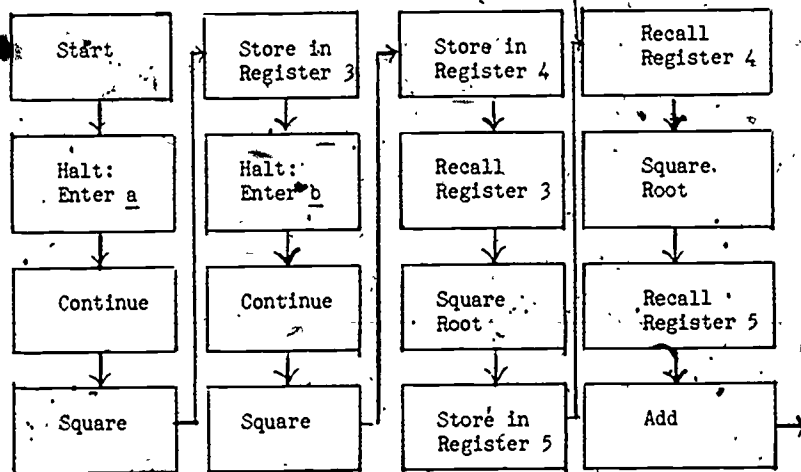 Start
Halt:
Enter a
Continue
Square
Store in
Register 3
Halt:
Enter b
Continue
Square
Store in
Register 4
Recall
Register 3
Square
Root
Store in
Register 5
Recall
Register 4
Square.
Root
Recall
Register 5
Add